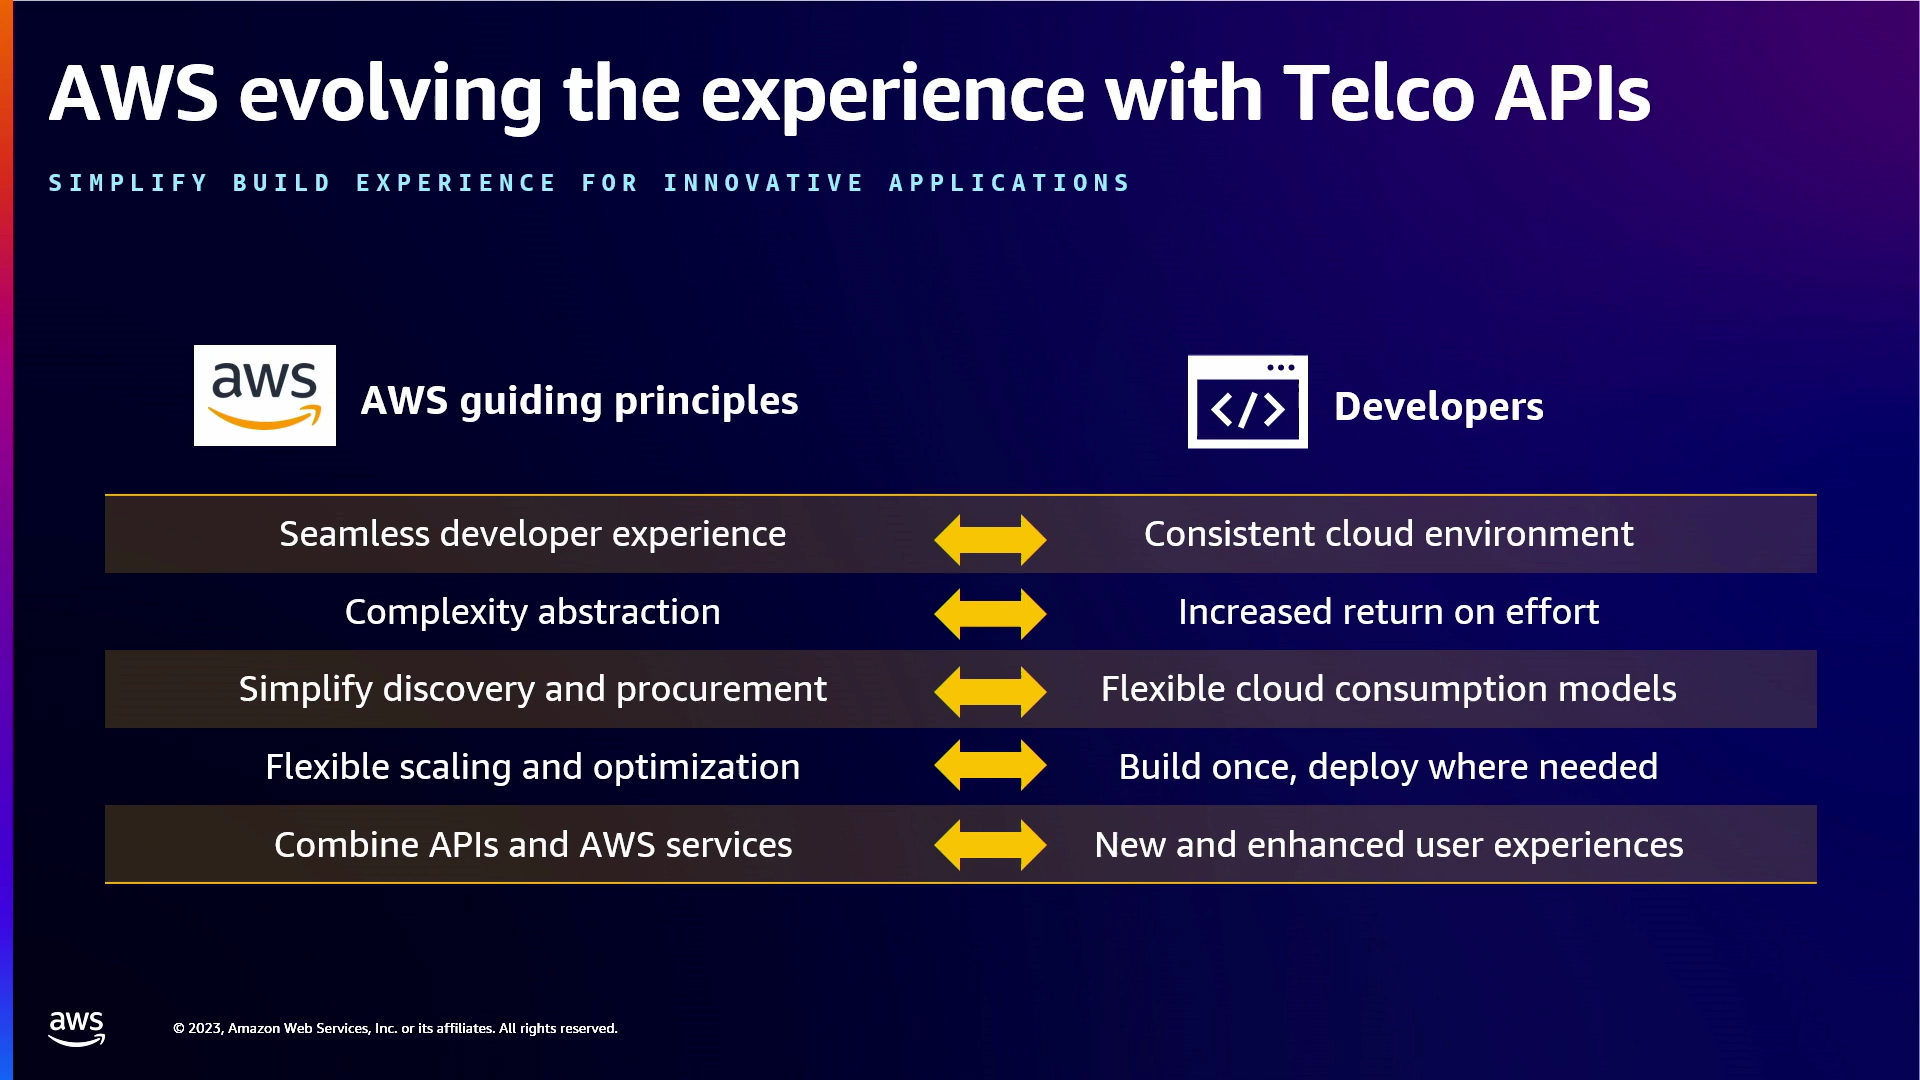 AWS evolving the experience with Telco APIs
SIMPLIFY BUILD EXPERIENCE FOR INNOVATIVE APPLICATIONS
aws AWS guiding principles
</> Developers
Seamless developer experience Consistent cloud environment
Complexity abstraction Increased return on effort
Simplify discovery and procurement Flexible cloud consumption models
Flexible scaling and optimization Build once, deploy where needed
Combine APIs and AWS services New and enhanced user experiences
aws © 2023, Amazon Web Services, Inc. or its affiliates. All rights reserved.